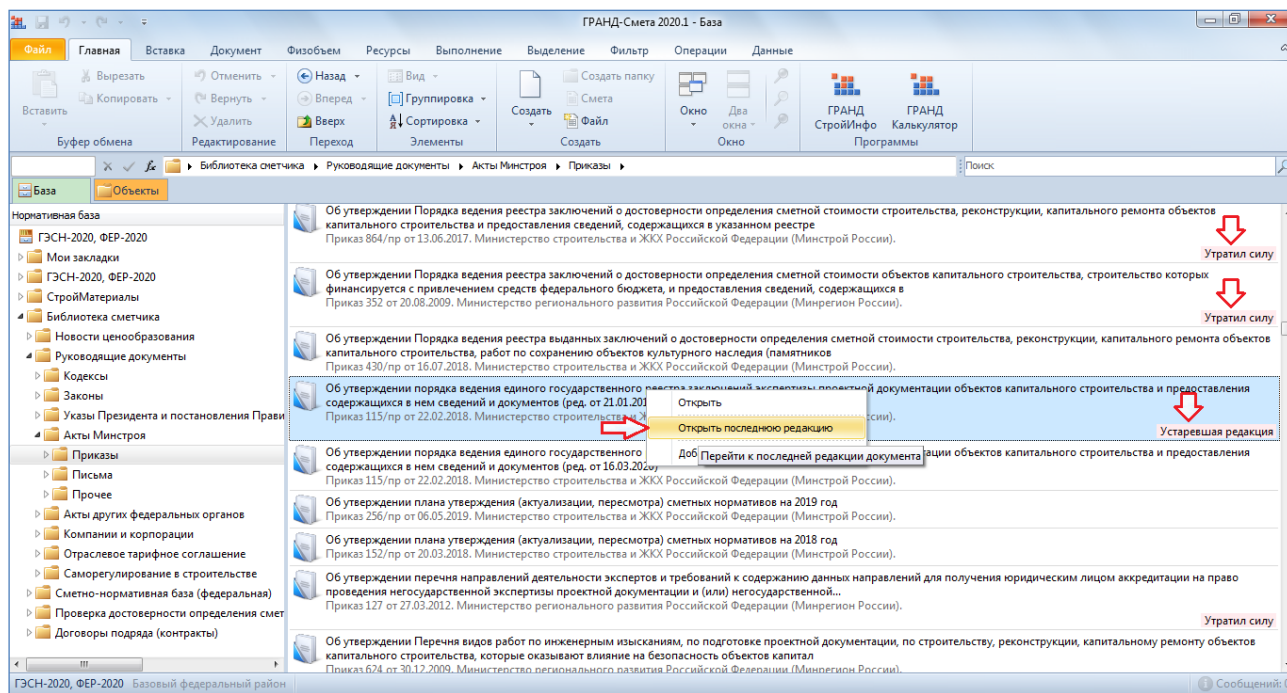 ГРАНД-Смета 2020.1 - База
Файл Главная Вставка Документ Физобъем Ресурсы Выполнение Выделение Фильтр Операции Данные
Вставить
Вырезать
Копировать
Буфер обмена
Отменить
Вернуть
Удалить
Редактирование
Назад
Вперед
Вверх
Переход
Вид
Группировка
Сортировка
Элементы
Создать
Создать папку
Смета
Файл
Создать
Окно
Два окна
Окно
ГРАНД СтройИнфо
ГРАНД Калькулятор
Программы
fx Библиотека сметчика Руководящие документы Акты Минстроя Приказы
Поиск
База Объекты
Нормативная база
ГЭСН-2020, ФЕР-2020
Мои закладки
ГЭСН-2020, ФЕР-2020
СтройМатериалы
Библиотека сметчика
Новости ценообразования
Руководящие документы
Кодексы
Законы
Указы Президента и постановления Прави
Акты Минстроя
Приказы
Письма
Прочее
Акты других федеральных органов
Компании и корпорации
Отраслевое тарифное соглашение
Саморегулирование в строительстве
Сметно-нормативная база (федеральная)
Проверка достоверности определения смет
Договоры подряда (контракты)
Об утверждении Порядка ведения реестра заключений о достоверности определения сметной стоимости строительства, реконструкции, капитального ремонта объектов
капитального строительства и предоставления сведений, содержащихся в указанном реестре
Приказ 864/пр от 13.06.2017. Министерство строительства и ЖКХ Российской Федерации (Минстрой России).
Утратил силу
Об утверждении Порядка ведения реестра заключений о достоверности определения сметной стоимости объектов капитального строительства, строительство которых
финансируется с привлечением средств федерального бюджета, и предоставления сведений, содержащихся в
Приказ 352 от 20.08.2009. Министерство регионального развития Российской Федерации (Минрегион России).
Утратил силу
Об утверждении Порядка ведения реестра выданных заключений о достоверности определения сметной стоимости строительства, реконструкции, капитального ремонта объектов
капитального строительства, работ по сохранению объектов культурного наследия (памятников
Приказ 430/пр от 16.07.2018. Министерство строительства и ЖКХ Российской Федерации (Минстрой России).
Об утверждении порядка ведения единого государственного реестра заключений экспертизы проектной документации объектов капитального строительства и предоставления
содержащихся в нем сведений и документов (ред. от 21.01.201
Приказ 115/пр от 22.02.2018. Министерство строительства и Ж
ссии).
Устаревшая редакция
Открыть
Открыть последнюю редакцию
Доб
Перейти к последней редакции документа
Об утверждении порядка ведения единого государственного
тации объектов капитального строительства и предоставления
содержащихся в нем сведений и документов (ред. от 16.03.2020)
Приказ 115/пр от 22.02.2018. Министерство строительства и ЖКХ Российской Федерации (Минстрой России).
Об утверждении плана утверждения (актуализации, пересмотра) сметных нормативов на 2019 год
Приказ 256/пр от 06.05.2019. Министерство строительства и ЖКХ Российской Федерации (Минстрой России).
Об утверждении плана утверждения (актуализации, пересмотра) сметных нормативов на 2018 год
Приказ 152/пр от 20.03.2018. Министерство строительства и ЖКХ Российской Федерации (Минстрой России).
Об утверждении перечня направлений деятельности экспертов и требований к содержанию данных направлений для получения юридическим лицом аккредитации на право
проведения негосударственной экспертизы проектной документации и (или) негосударственной...
Приказ 127 от 27.03.2012. Министерство регионального развития Российской Федерации (Минрегион России).
Утратил силу
Об утверждении Перечня видов работ по инженерным изысканиям, по подготовке проектной документации, по строительству, реконструкции, капитальному ремонту объектов
капитального строительства, которые оказывают влияние на безопасность объектов капитал
Приказ 624 от 30.12.2009. Министерство регионального развития Российской Федерации (Минрегион России).
ГЭСН-2020, ФЕР-2020 Базовый федеральный район
Сообщений: